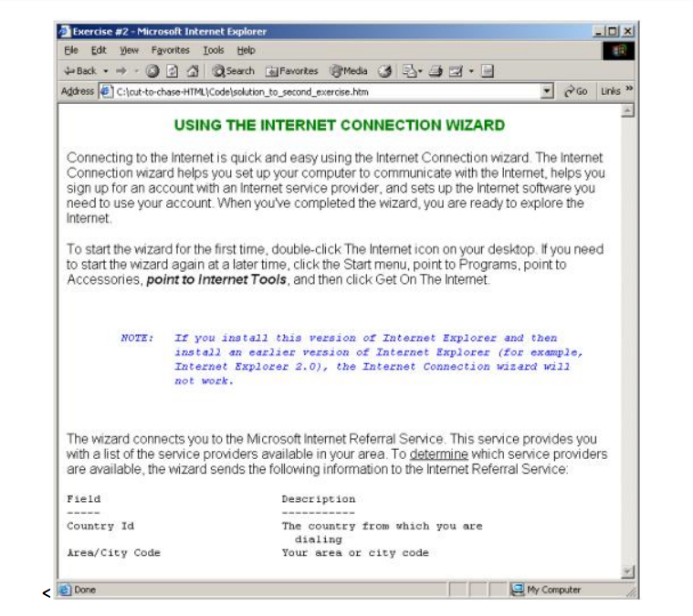 Exercise #2 - Microsoft Internet Explorer
File Edit View Favorites Tools Help
Back Search Favorites Media
Address C:\cut-to-chase-HTML\Code\solution_to_second_exercise.htm Go Links »
USING THE INTERNET CONNECTION WIZARD
Connecting to the Internet is quick and easy using the Internet Connection wizard. The Internet
Connection wizard helps you set up your computer to communicate with the Internet, helps you
sign up for an account with an Internet service provider, and sets up the Internet software you
need to use your account. When you've completed the wizard, you are ready to explore the
Internet.
To start the wizard for the first time, double-click The Internet icon on your desktop. If you need
to start the wizard again at a later time, click the Start menu, point to Programs, point to
Accessories, point to Internet Tools, and then click Get On The Internet.
NOTE: If you install this version of Internet Explorer and then
install an earlier version of Internet Explorer (for example,
Internet Explorer 2.0), the Internet Connection wizard will
not work.
The wizard connects you to the Microsoft Internet Referral Service. This service provides you
with a list of the service providers available in your area. To determine which service providers
are available, the wizard sends the following information to the Internet Referral Service:
Field Description
----- -----------
Country Id The country from which you are
dialing
Area/City Code Your area or city code
< Done My Computer